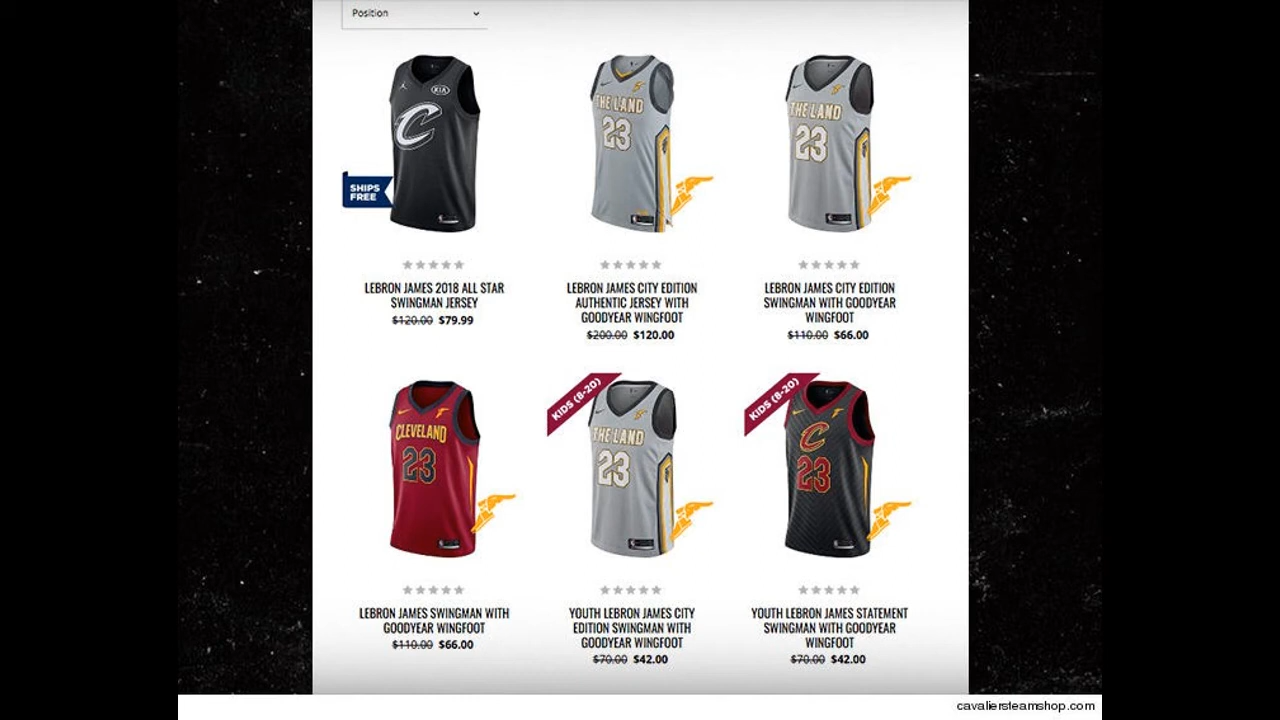 Position
KIA
THE LAND
23
THE LAND
23
SHIPS
FREE
LEBRON JAMES 2018 ALL STAR
SWINGMAN JERSEY
$120.00 $79.99
LEBRON JAMES CITY EDITION
AUTHENTIC JERSEY WITH
GOODYEAR WINGFOOT
$200.00 $120.00
LEBRON JAMES CITY EDITION
SWINGMAN WITH GOODYEAR
WINGFOOT
$110.00 $66.00
CLEVELAND
23
KIDS (8-20)
THE LAND
23
KIDS (8-20)
C
23
LEBRON JAMES SWINGMAN WITH
GOODYEAR WINGFOOT
$110.00 $66.00
YOUTH LEBRON JAMES CITY
EDITION SWINGMAN WITH
GOODYEAR WINGFOOT
$70.00 $42.00
YOUTH LEBRON JAMES STATEMENT
SWINGMAN WITH GOODYEAR
WINGFOOT
$70.00 $42.00
cavaliersteamshop.com